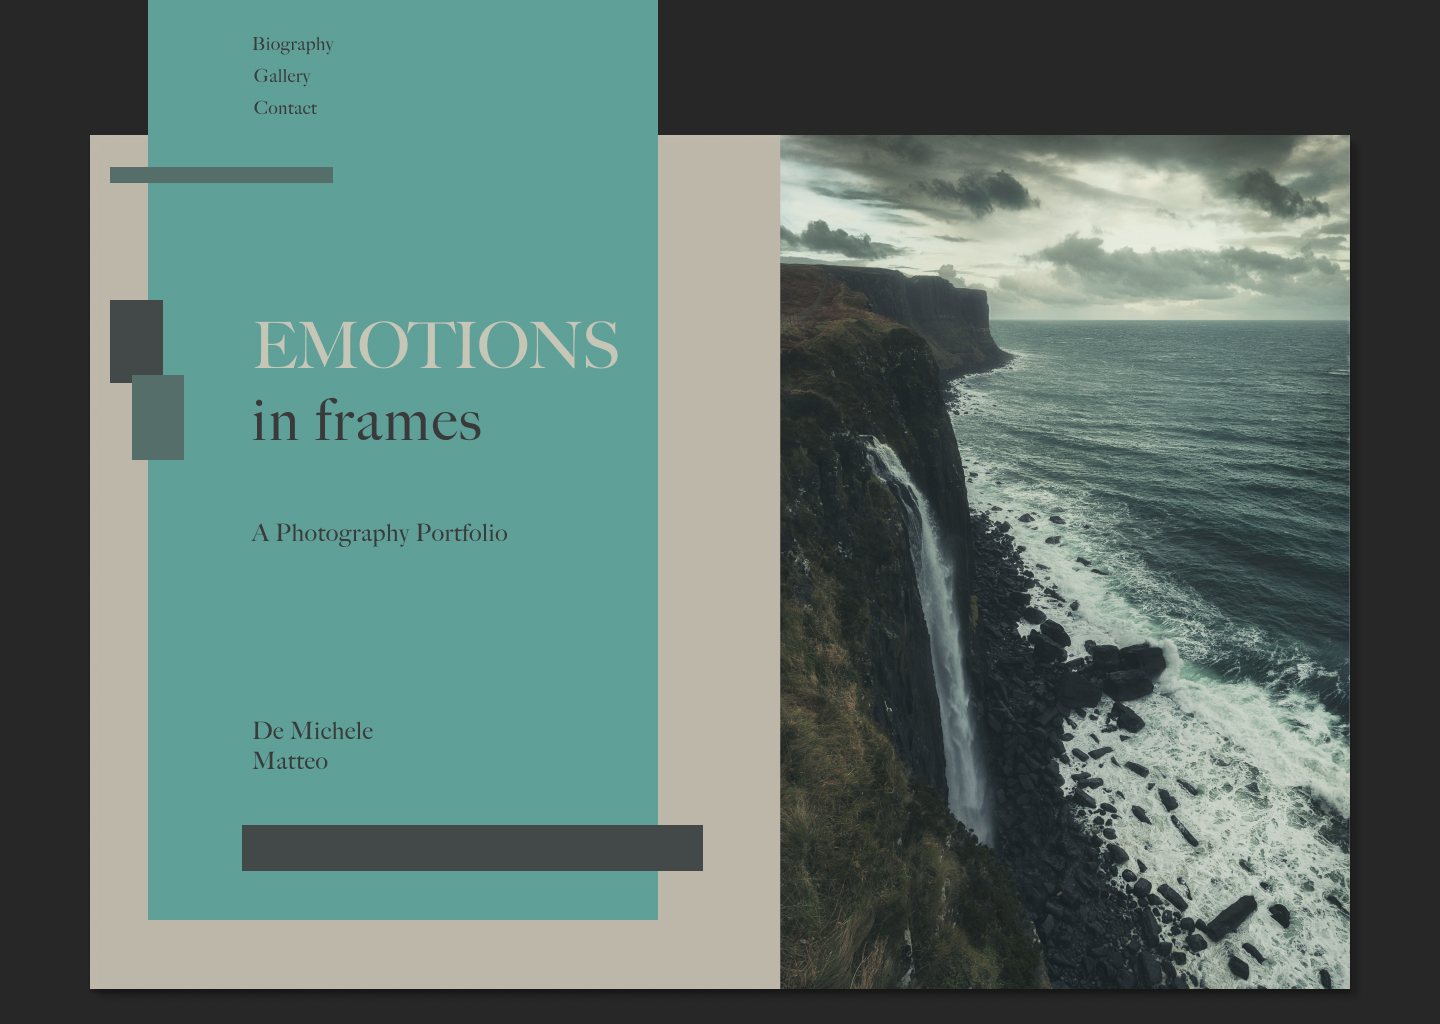 Biography
Gallery
Contact
EMOTIONS
in frames
A Photography Portfolio
De Michele
Matteo